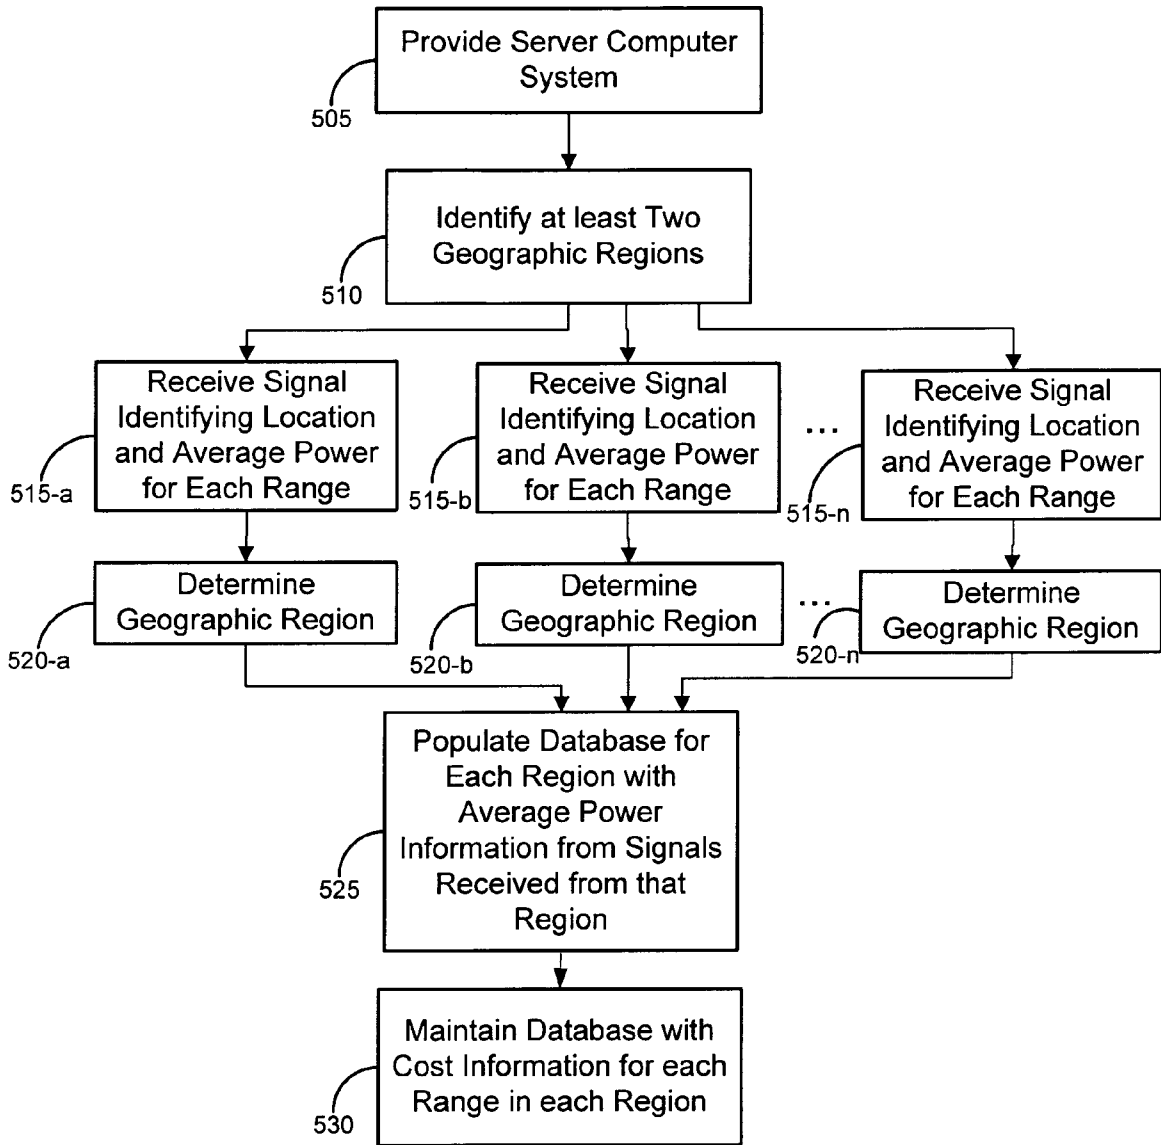 Provide Server Computer
System
505
Identify at least Two
Geographic Regions
510
Receive Signal
Identifying Location
and Average Power
for Each Range
515-a
Receive Signal
Identifying Location
and Average Power
for Each Range
515-b
...
Receive Signal
Identifying Location
and Average Power
for Each Range
515-n
Determine
Geographic Region
520-a
Determine
Geographic Region
520-b
...
Determine
Geographic Region
520-n
Populate Database for
Each Region with
Average Power
Information from Signals
Received from that
Region
525
Maintain Database with
Cost Information for each
Range in each Region
530